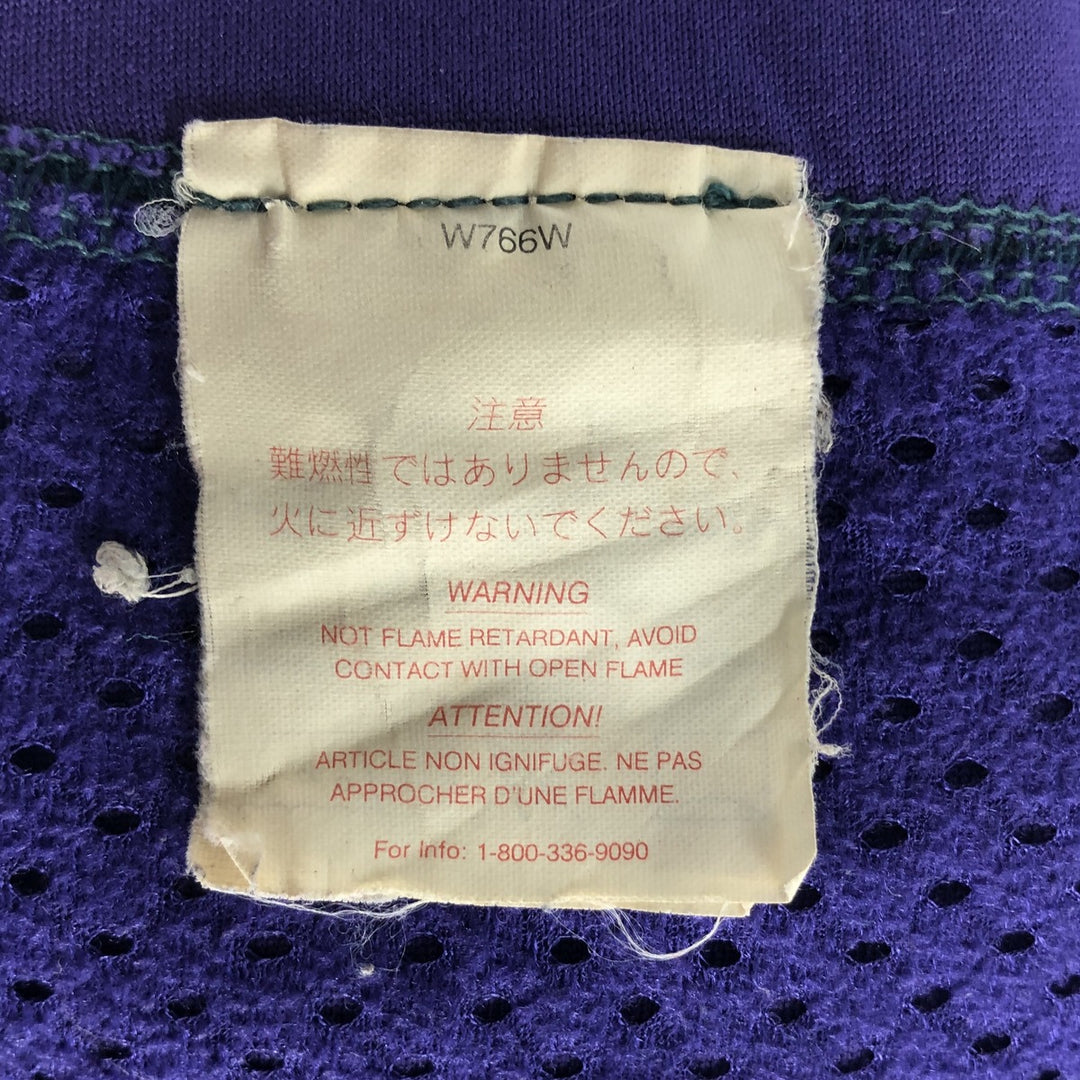 W766W
注意
難燃性ではありませんので、
火に近ずけないでください。
WARNING
NOT FLAME RETARDANT, AVOID
CONTACT WITH OPEN FLAME
ATTENTION!
ARTICLE NON IGNIFUGE. NE PAS
APPROCHER D'UNE FLAMME.
For Info: 1-800-336-9090